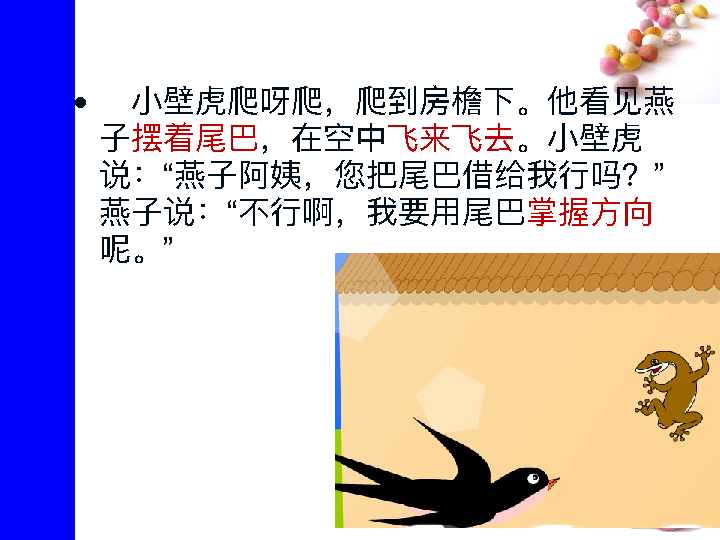 • 小壁虎爬呀爬，爬到房檐下。他看见燕
子摆着尾巴，在空中飞来飞去。小壁虎
说：“燕子阿姨，您把尾巴借给我行吗？”
燕子说：“不行啊，我要用尾巴掌握方向
呢。”